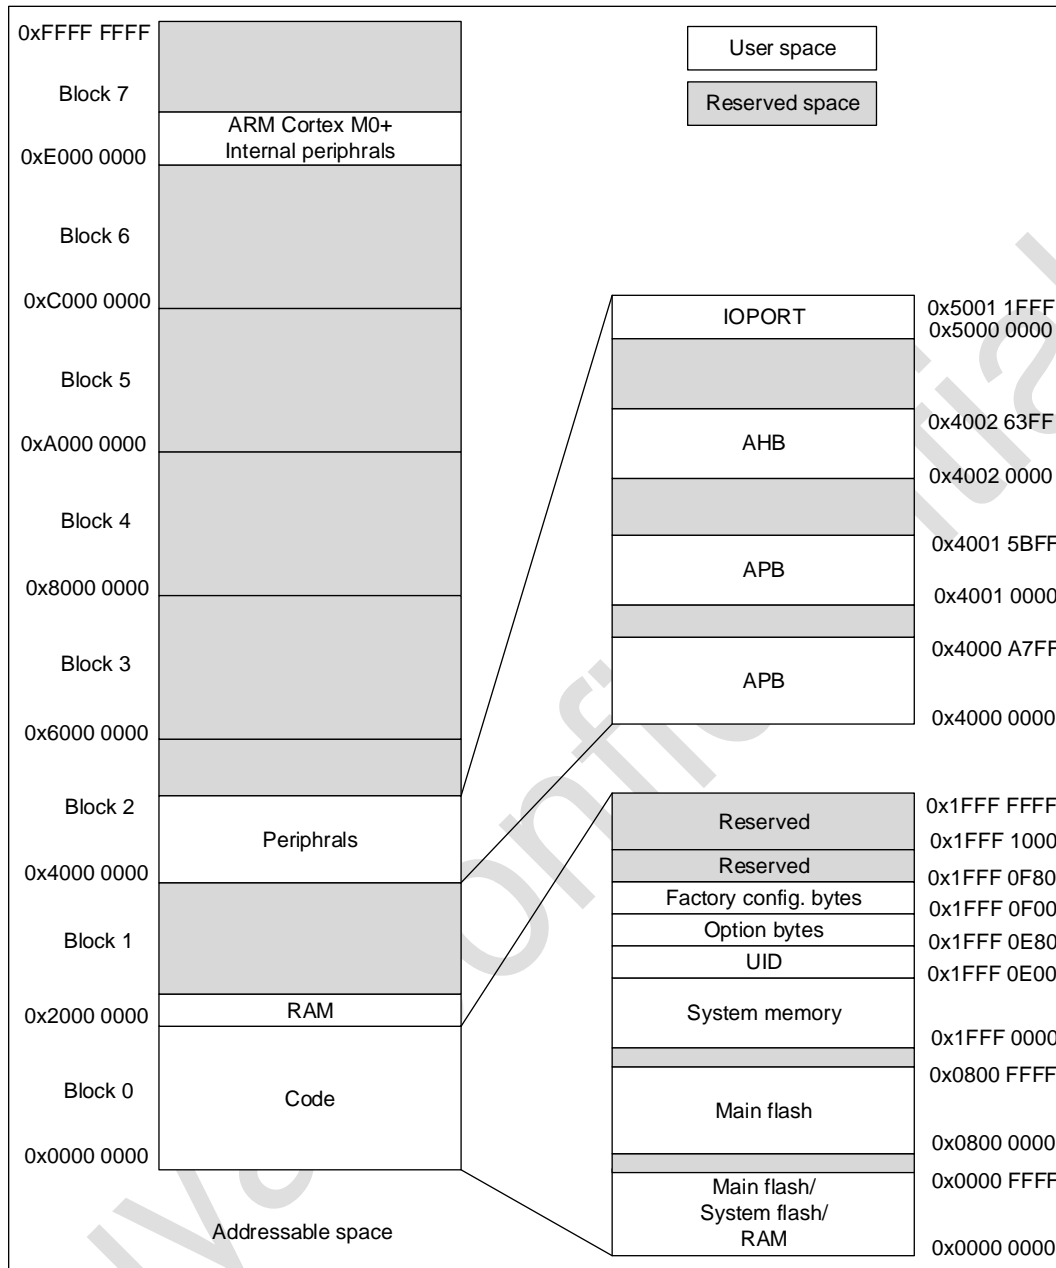 0xFFFF FFFF
Block 7
ARM Cortex M0+
Internal periphrals
0xE000 0000
Block 6
0xC000 0000
Block 5
0xA000 0000
Block 4
0x8000 0000
Block 3
0x6000 0000
Block 2
Periphrals
0x4000 0000
Block 1
RAM
0x2000 0000
Block 0
Code
0x0000 0000
Addressable space
User space
Reserved space
IOPORT
0x5001 1FFF
0x5000 0000
0x4002 63FF
AHB
0x4002 0000
0x4001 5BFF
APB
0x4001 0000
0x4000 A7FF
APB
0x4000 0000
0x1FFF FFFF
Reserved
0x1FFF 1000
Reserved
0x1FFF 0F80
Factory config. bytes
0x1FFF 0F00
Option bytes
0x1FFF 0E80
UID
0x1FFF 0E00
System memory
0x1FFF 0000
0x0800 FFFF
Main flash
0x0800 0000
0x0000 FFFF
Main flash/
System flash/
RAM
0x0000 0000